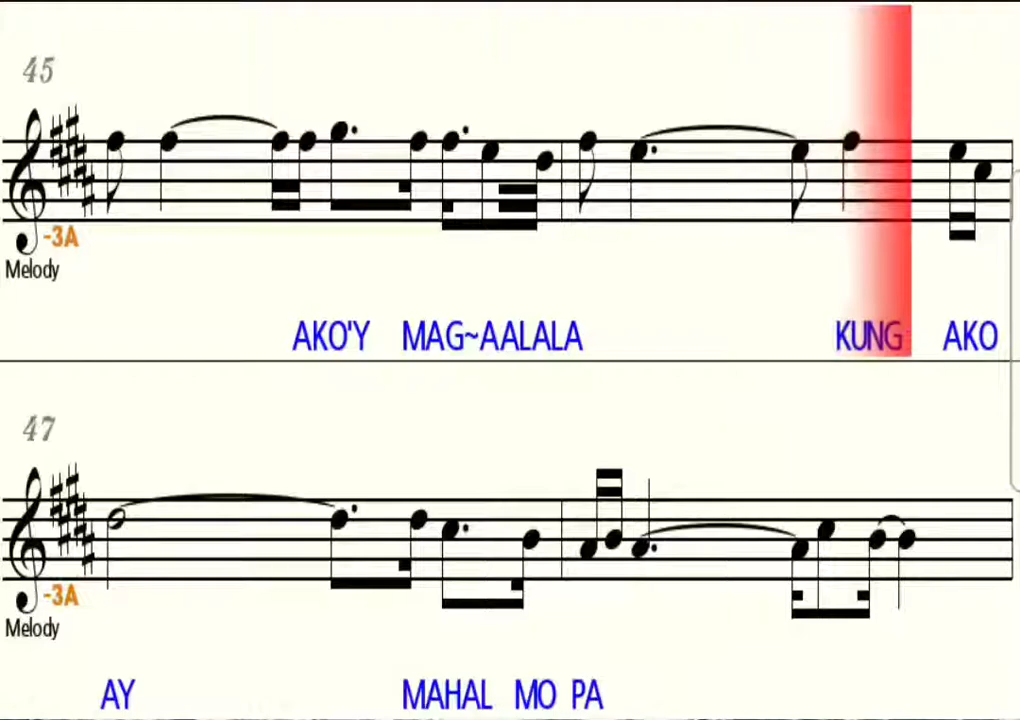 45
-3A
Melody
AKO'Y MAG~AALALA KUNG AKO
47
-3A
Melody
AY MAHAL MO PA